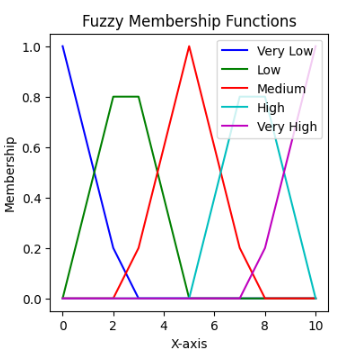 Fuzzy Membership Functions
1.0
0.8
0.6
0.4
0.2
0.0
Membership
Very Low
Low
Medium
High
Very High
0 2 4 6 8 10
X-axis